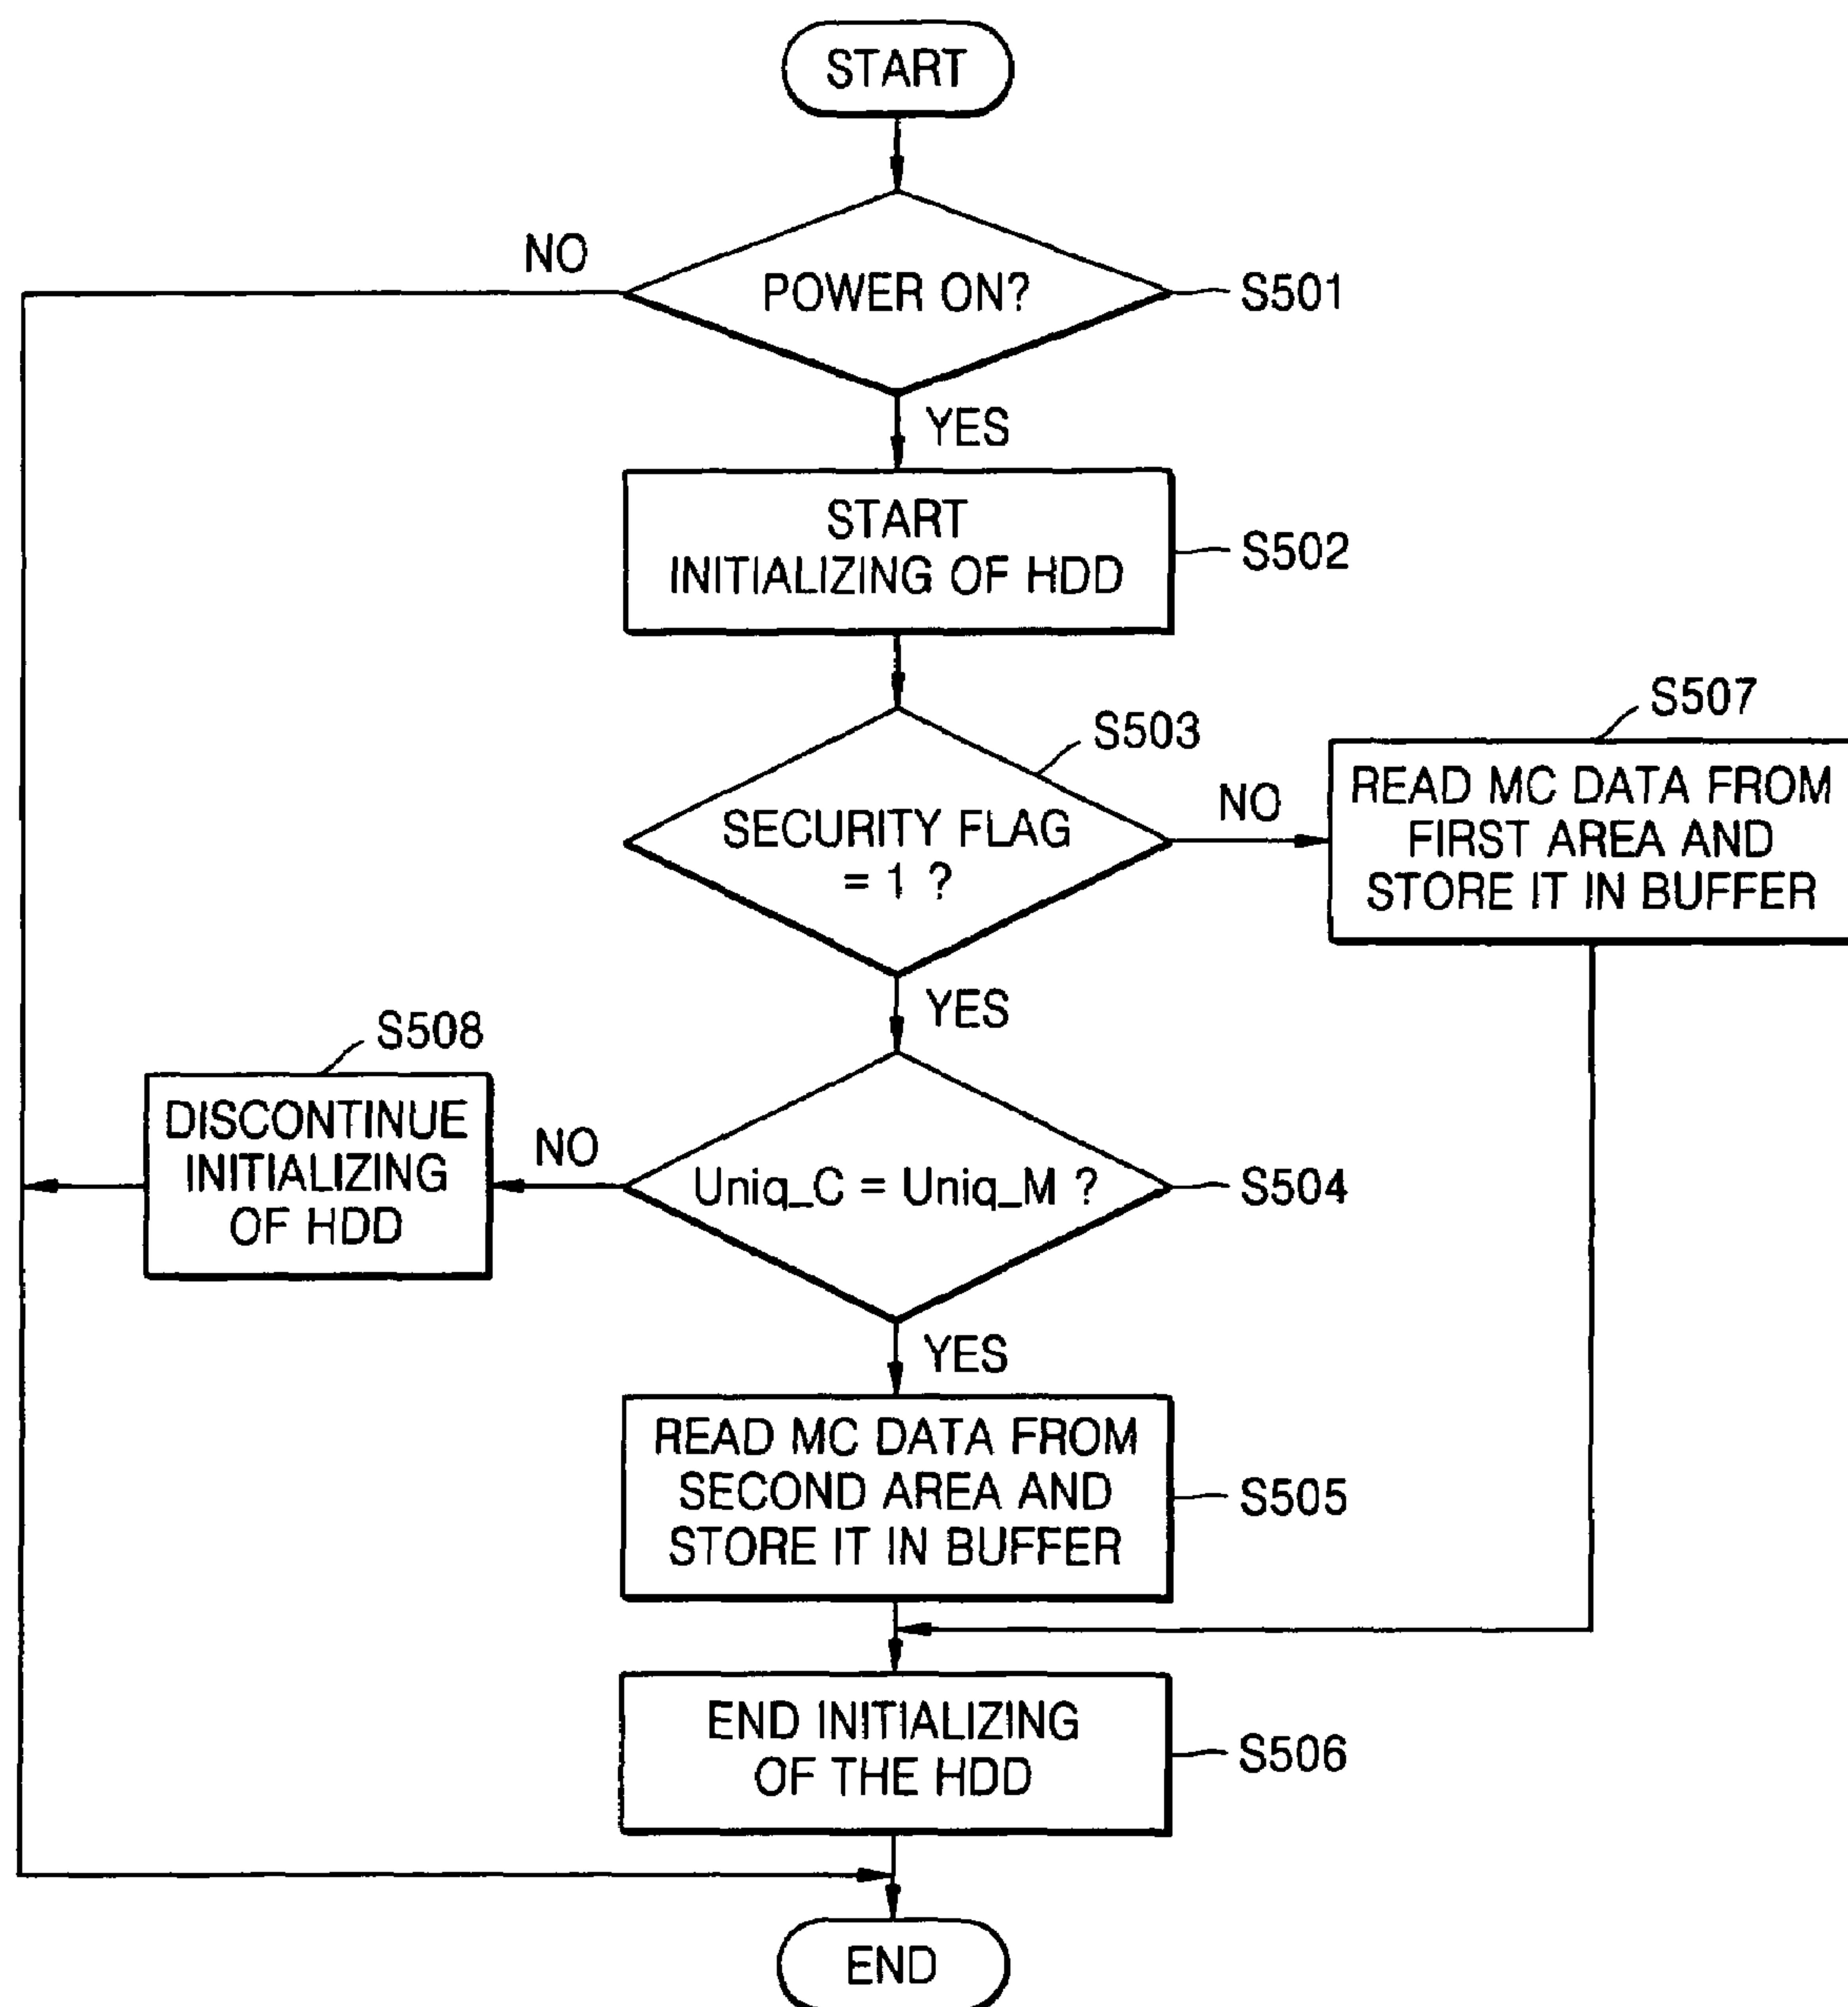 START
NO
POWER ON?
S501
YES
START
INITIALIZING OF HDD
S502
S503
S507
SECURITY FLAG
= 1 ?
NO
READ MC DATA FROM
FIRST AREA AND
STORE IT IN BUFFER
YES
S508
DISCONTINUE
INITIALIZING
OF HDD
NO
Uniq_C = Uniq_M ?
S504
YES
READ MC DATA FROM
SECOND AREA AND
STORE IT IN BUFFER
S505
END INITIALIZING
OF THE HDD
S506
END